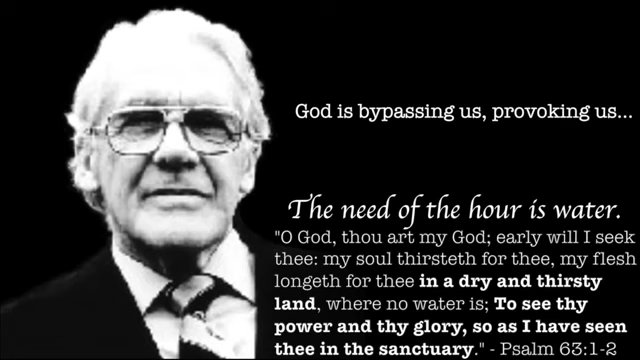 God is bypassing us, provoking us...
The need of the hour is water.
"O God, thou art my God; early will I seek
thee: my soul thirsteth for thee, my flesh
longeth for thee in a dry and thirsty
land, where no water is; To see thy
power and thy glory, so as I have seen
thee in the sanctuary." - Psalm 63:1-2